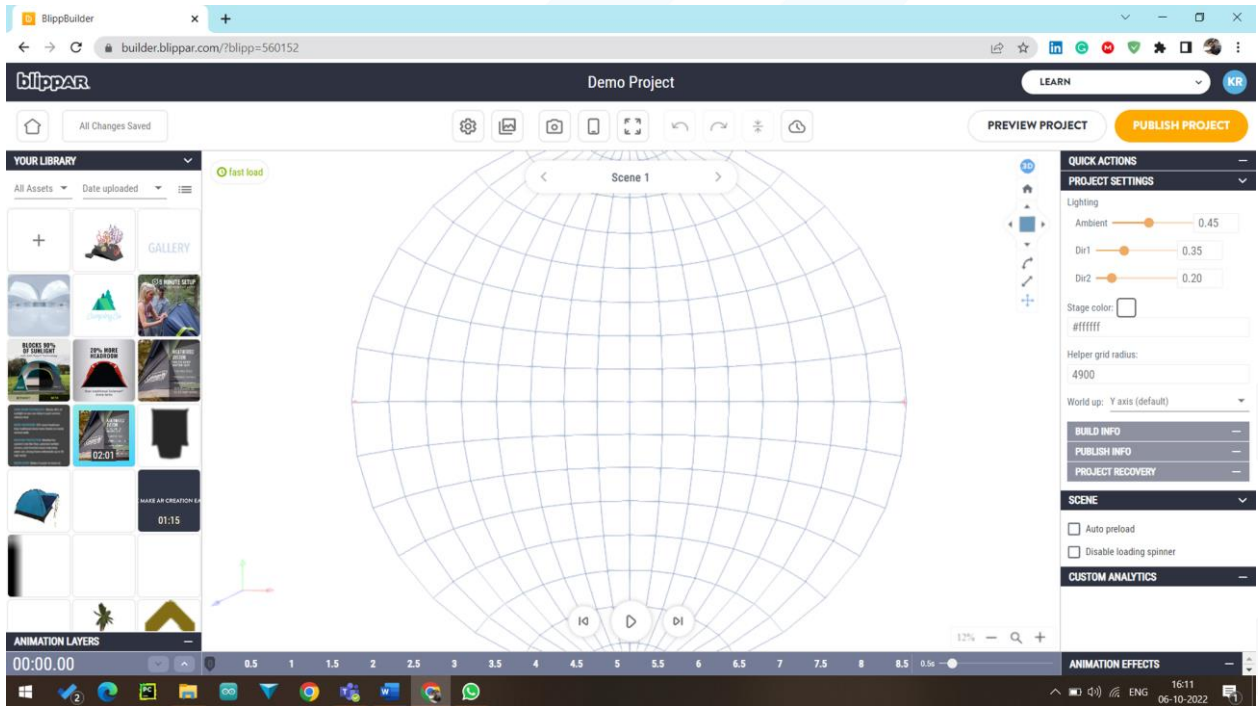 BlippBuilder
builder.blippar.com/?blipp=560152
blippAR
Demo Project
LEARN
KR
All Changes Saved
PREVIEW PROJECT
PUBLISH PROJECT
YOUR LIBRARY
All Assets
Date uploaded
GALLERY
MINUTE SETUP
BLOCKS 90%
OF SUNLIGHT
20% MORE
HEADROOM
02:01
MAKE AR CREATION EA
01:15
fast load
Scene 1
3D
12%
QUICK ACTIONS
PROJECT SETTINGS
Lighting
Ambient 0.45
Dir1 0.35
Dir2 0.20
Stage color:
#ffffff
Helper grid radius:
4900
World up: Y axis (default)
BUILD INFO
PUBLISH INFO
PROJECT RECOVERY
SCENE
Auto preload
Disable loading spinner
CUSTOM ANALYTICS
ANIMATION LAYERS
00:00.00
0.5 1 1.5 2 2.5 3 3.5 4 4.5 5 5.5 6 6.5 7 7.5 8 8.5 0.5s
ANIMATION EFFECTS
2
ENG
16:11
06-10-2022
1